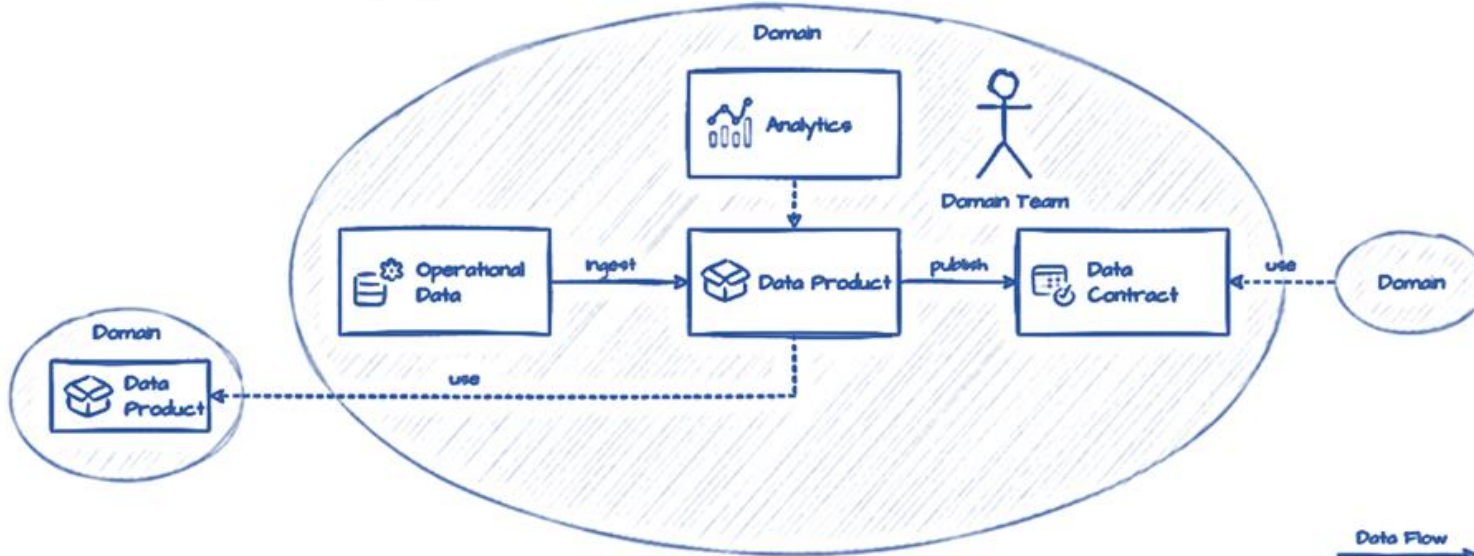 Domain
Analytics
Domain Team
Operational
Data
ingest
Data Product
publish
Data
Contract
use
Domain
Domain
Data
Product
use
Data Flow